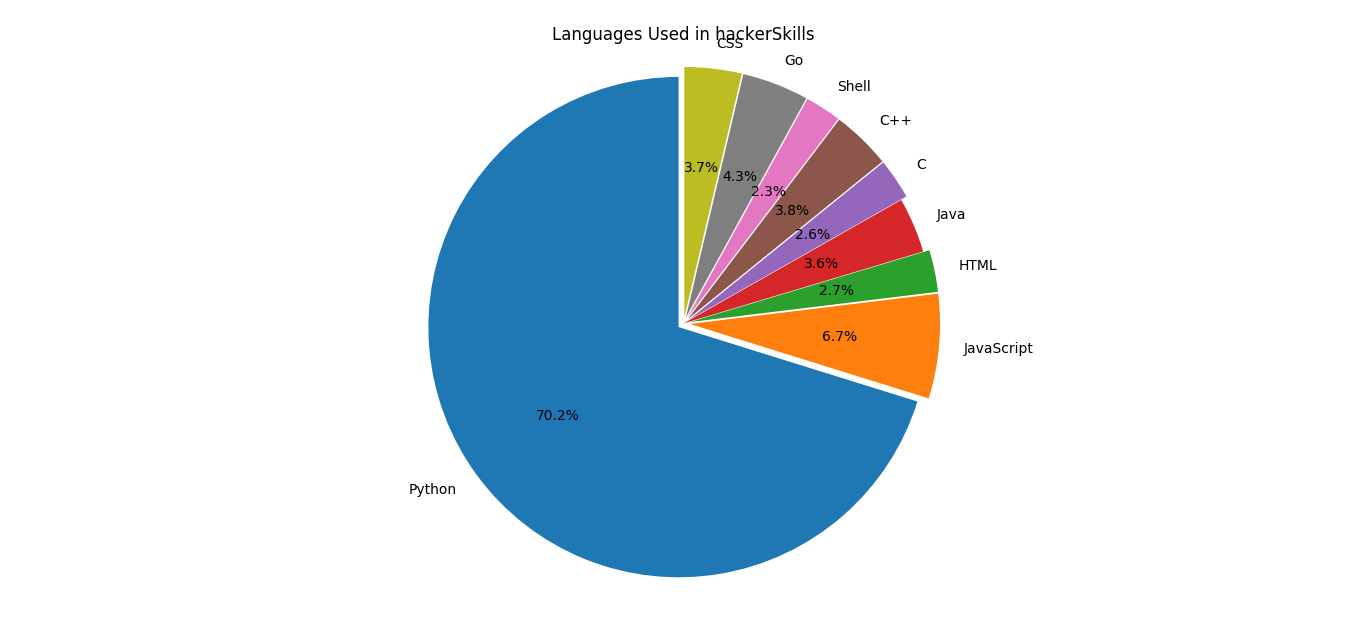 Languages Used in hackerSkills
CSS
Go
Shell
C++
C
Java
HTML
JavaScript
Python
3.7%
4.3%
2.3%
3.8%
2.6%
3.6%
2.7%
6.7%
70.2%